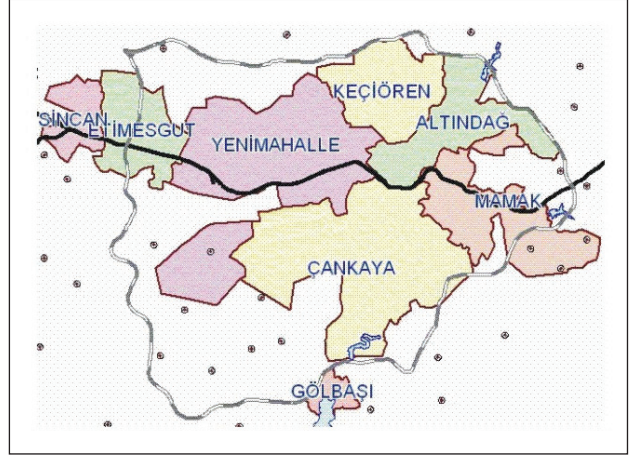 KEÇİÖREN
SİNCAN
ETİMESGUT
ALTINDAĞ
YENİMAHALLE
MAMAK
ÇANKAYA
GÖLBAŞI